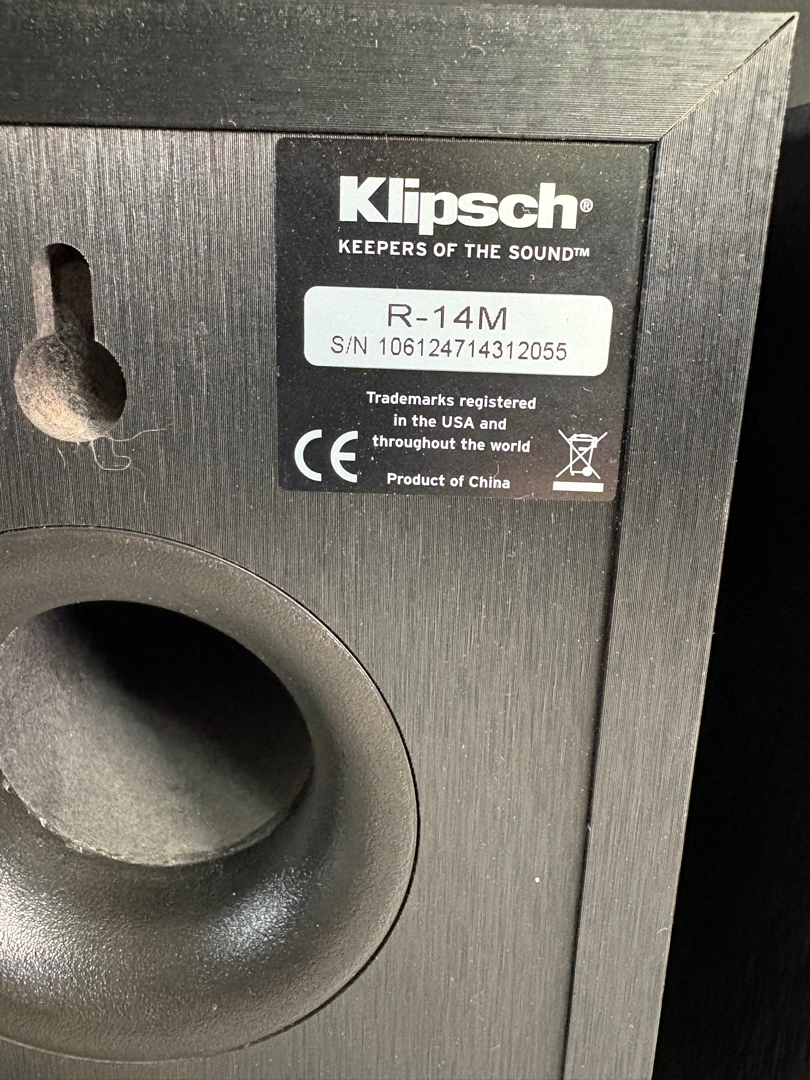 Klipsch®
KEEPERS OF THE SOUND™
R-14M
S/N 106124714312055
Trademarks registered
in the USA and
throughout the world
CE
Product of China